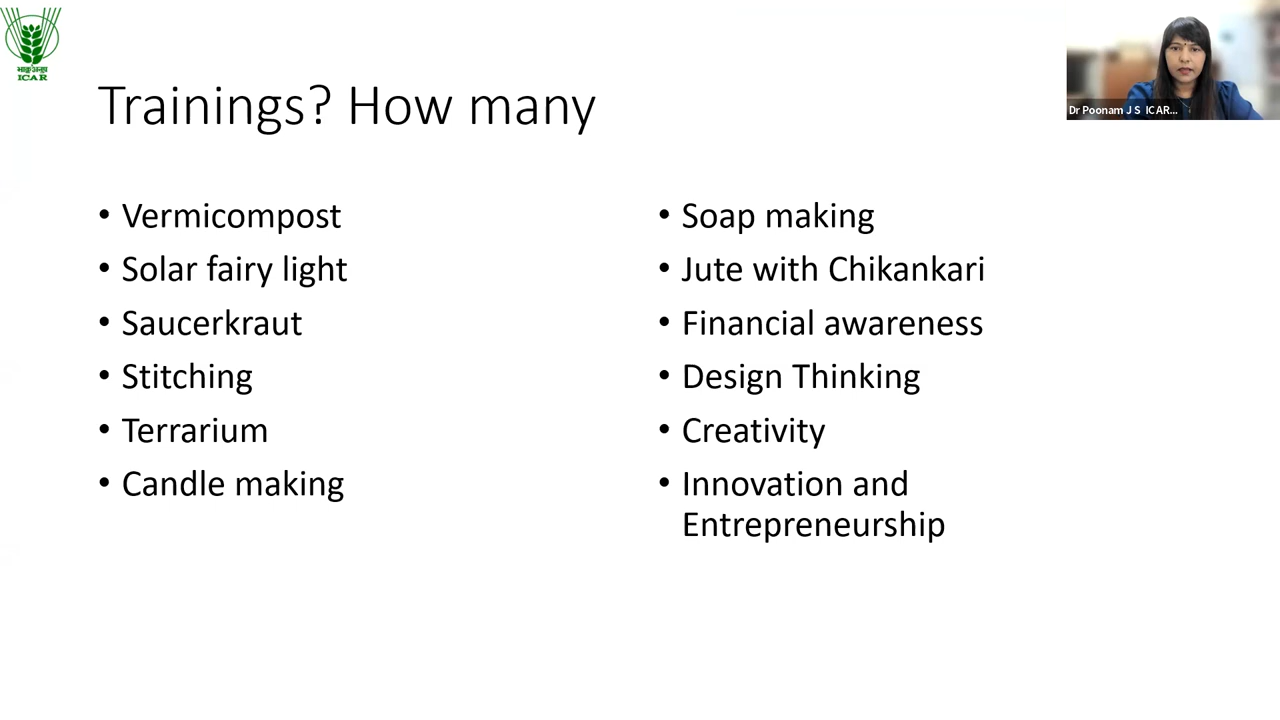 ICAR
Trainings? How many
Dr Poonam J S ICAR...
• Vermicompost
• Solar fairy light
• Saucerkraut
• Stitching
• Terrarium
• Candle making
• Soap making
• Jute with Chikankari
• Financial awareness
• Design Thinking
• Creativity
• Innovation and
Entrepreneurship